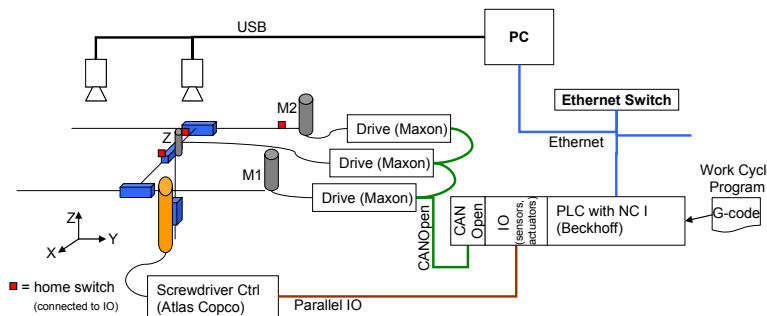 USB
PC
M2
Z
Drive (Maxon)
Ethernet Switch
Ethernet
M1
Drive (Maxon)
Drive (Maxon)
Work Cycl
Program
G-code
CANOpen
CAN
Open
IO
(sensors,
actuators)
PLC with NC I
(Beckhoff)
Z
Y
X
= home switch
(connected to IO)
Screwdriver Ctrl
(Atlas Copco)
Parallel IO